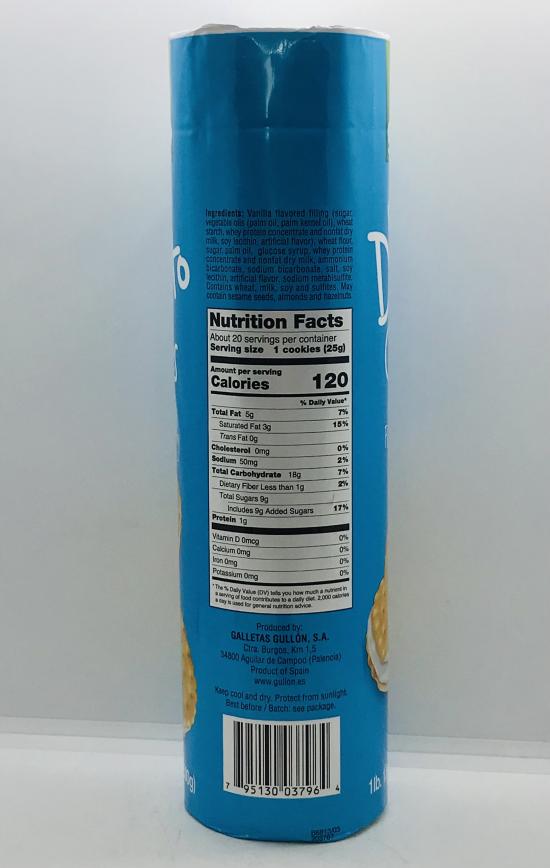 Ingredients: Vanilla flavored filling (sugar,
vegetable oils (palm oil, palm kernel oil), wheat
starch, whey protein concentrate and nonfat dry
milk, soy lecithin, artificial flavor), wheat flour,
sugar, palm oil, glucose syrup, whey protein
concentrate and nonfat dry milk, ammonium
bicarbonate, sodium bicarbonate, salt, soy
lecithin, artificial flavor, sodium metabisulfite.
Contains wheat, milk, soy and sulfites. May
contain sesame seeds, almonds and hazelnuts.
TO
D
Nutrition Facts
About 20 servings per container
Serving size 1 cookies (25g)
Amount per serving
Calories 120
% Daily Value*
Total Fat 5g 7%
Saturated Fat 3g 15%
Trans Fat 0g
Cholesterol 0mg 0%
Sodium 50mg 2%
Total Carbohydrate 18g 7%
Dietary Fiber Less than 1g 2%
Total Sugars 9g
Includes 9g Added Sugars 17%
Protein 1g
Vitamin D 0mcg 0%
Calcium 0mg 0%
Iron 0mg 0%
Potassium 0mg 0%
* The % Daily Value (DV) tells you how much a nutrient in
a serving of food contributes to a daily diet. 2,000 calories
a day is used for general nutrition advice.
Produced by:
GALLETAS GULLÓN, S.A.
Ctra. Burgos, Km 1,5
34800 Aguilar de Campoo (Palencia)
Product of Spain
www.gullon.es
Keep cool and dry. Protect from sunlight.
Best before / Batch: see package.
7 95130 03796 4
0g)
1lb.